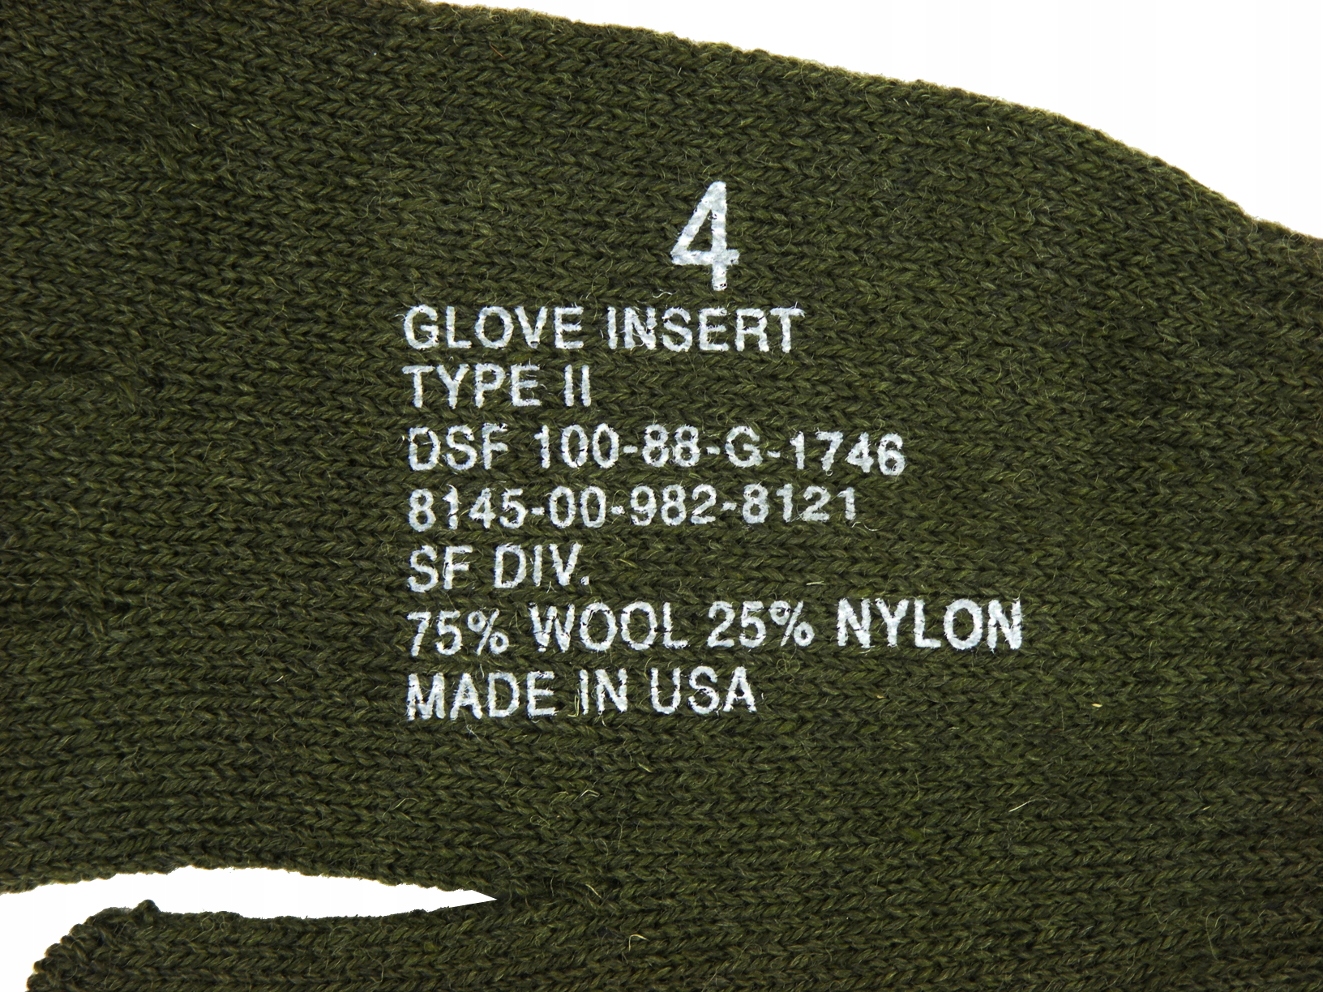 4
GLOVE INSERT
TYPE II
DSF 100-88-G-1746
8145-00-982-8121
SF DIV.
75% WOOL 25% NYLON
MADE IN USA